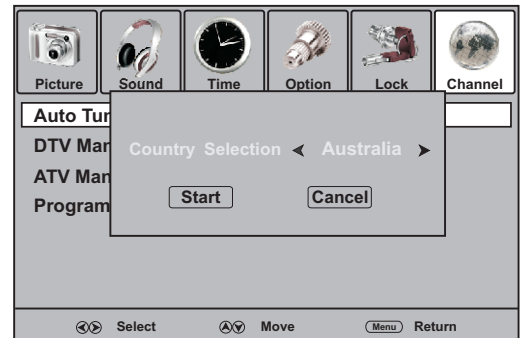 Picture Sound Time Option Lock Channel
Auto Tu
DTV Man
Country Selection Australia
ATV Man
Program
Start Cancel
Select Move Menu Return